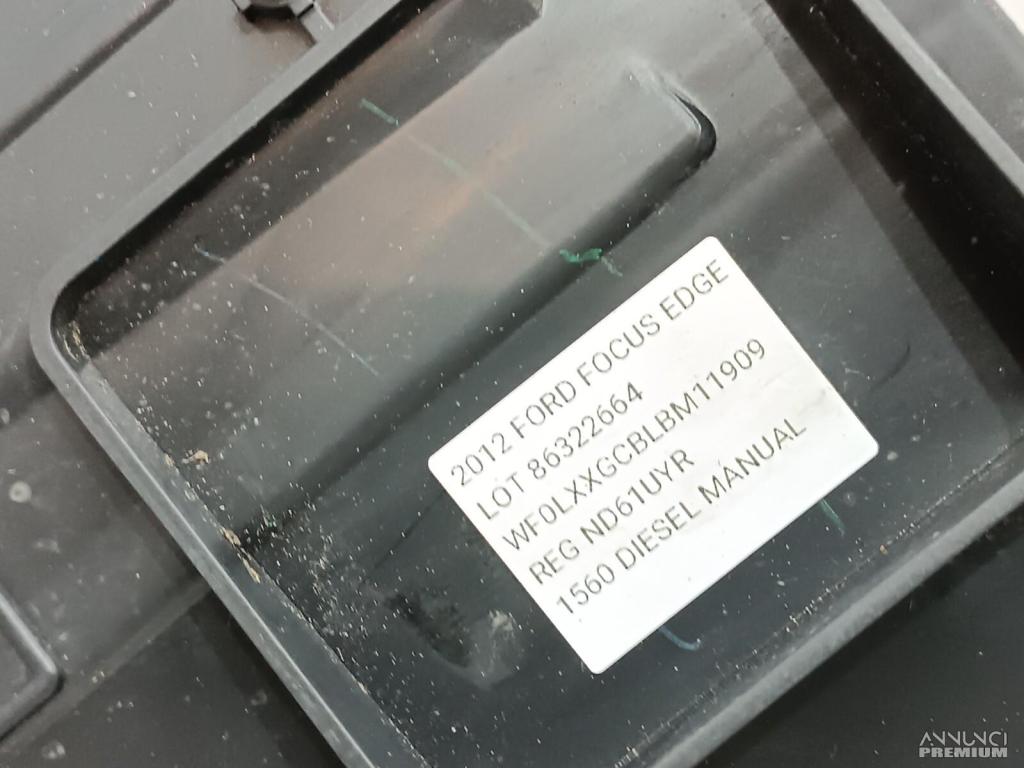 2012 FORD FOCUS EDGE
LOT 86322664
WF0LXXGCBLBM11909
REG ND61UYR
1560 DIESEL MANUAL
ANNUNCI
PREMIUM